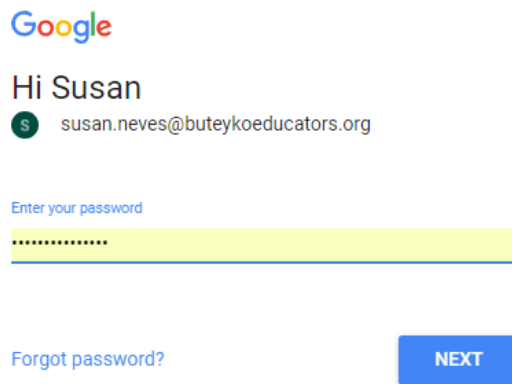 Google
Hi Susan
S susan.neves@buteykoeducators.org
Enter your password
•••••••••••••••
Forgot password? NEXT